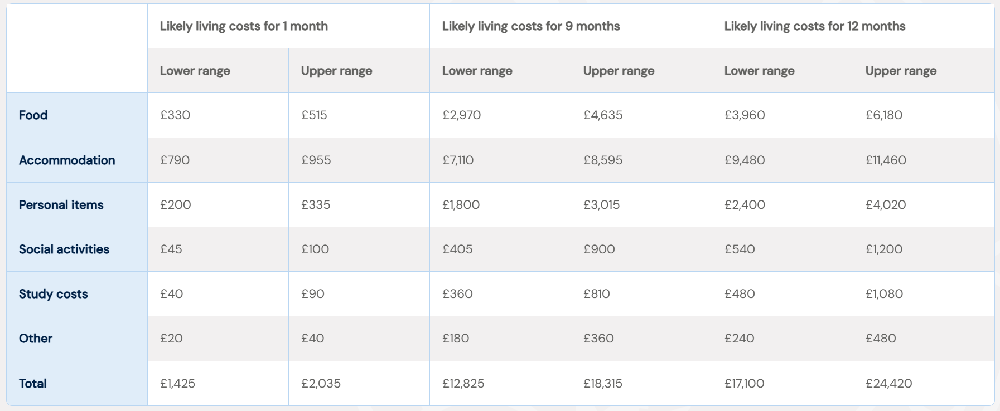 Likely living costs for 1 month Likely living costs for 9 months Likely living costs for 12 months
Lower range Upper range Lower range Upper range Lower range Upper range
Food £330 £515 £2,970 £4,635 £3,960 £6,180
Accommodation £790 £955 £7,110 £8,595 £9,480 £11,460
Personal items £200 £335 £1,800 £3,015 £2,400 £4,020
Social activities £45 £100 £405 £900 £540 £1,200
Study costs £40 £90 £360 £810 £480 £1,080
Other £20 £40 £180 £360 £240 £480
Total £1,425 £2,035 £12,825 £18,315 £17,100 £24,420